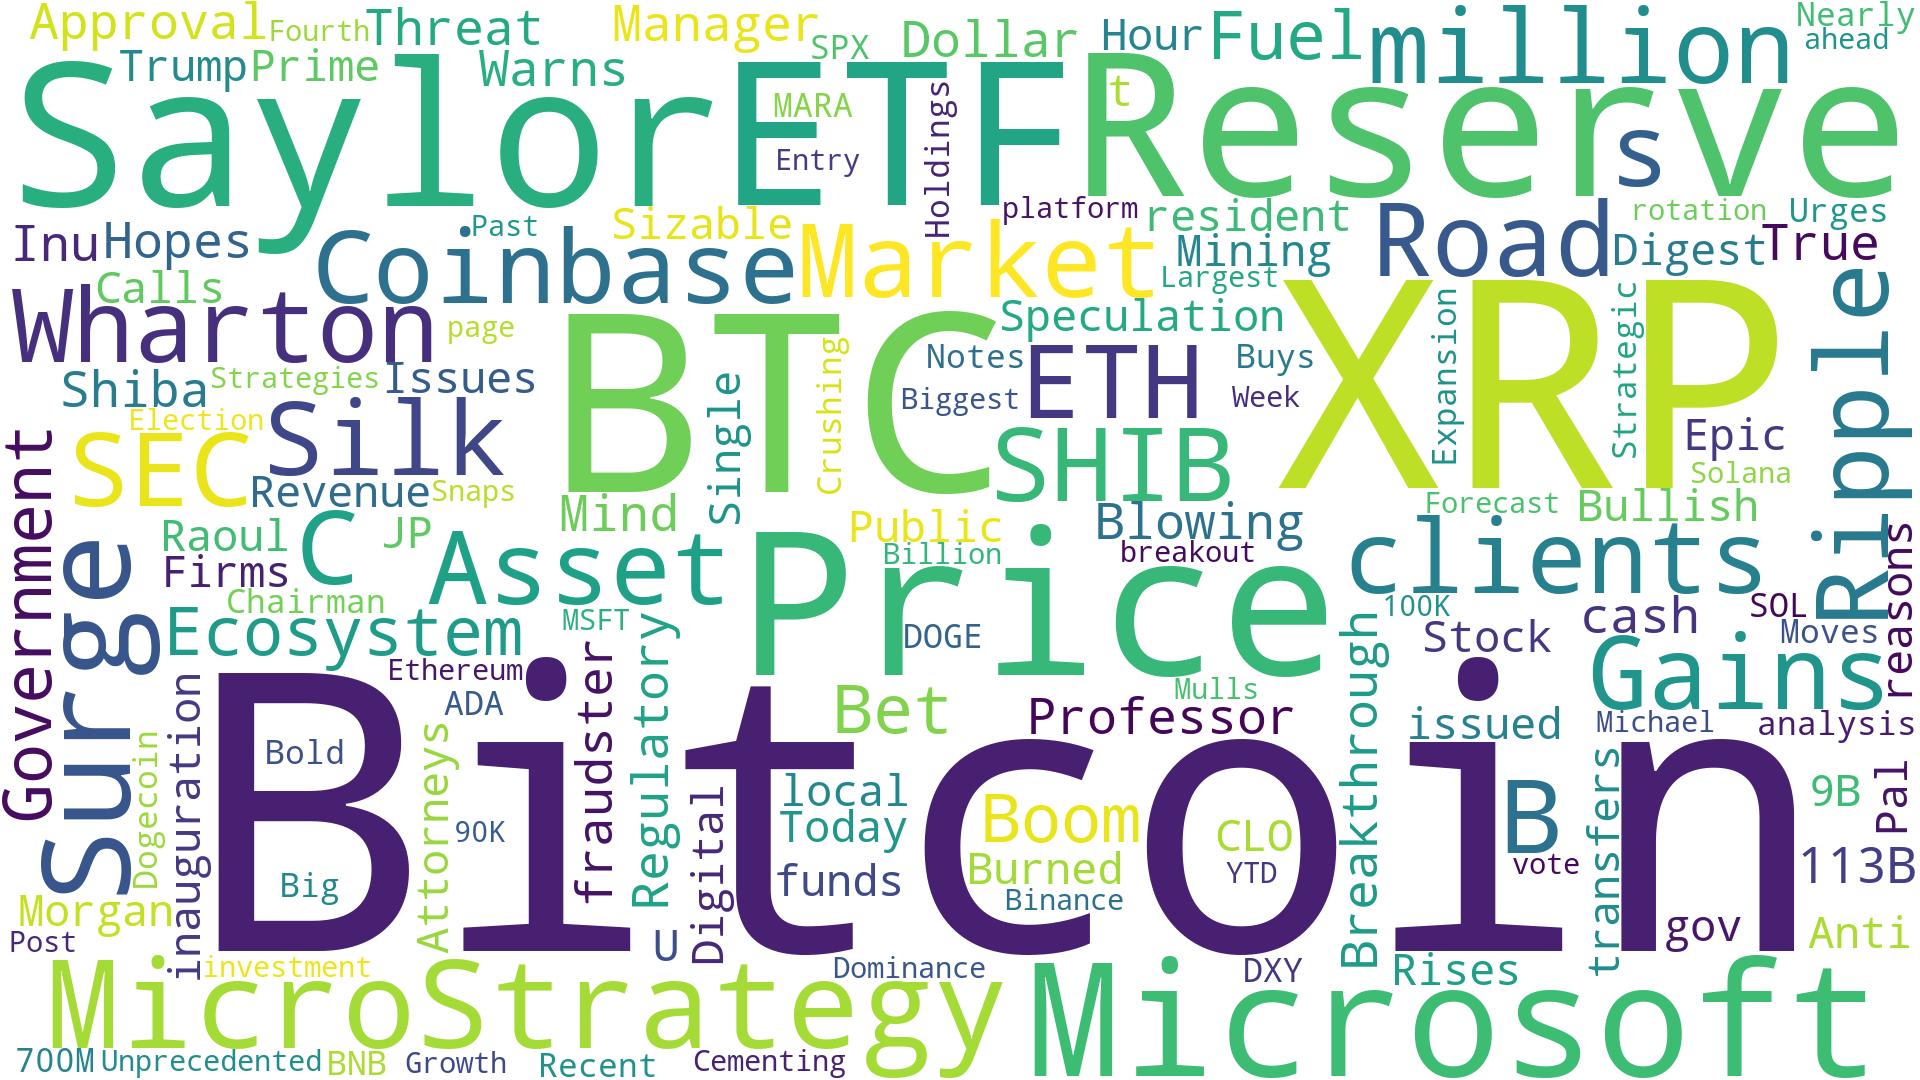 Approval
Fourth
Threat
Manager
SPX
Dollar
Hour
Fuel
million
Nearly
ahead
Trump
Prime
Warns
Saylor
ETF
MARA
Entry
Holdings
Reserve
t
s
Inu
Hopes
Past
Sizable
platform
resident
Road
rotation
Urges
Coinbase
Market
Mining
Digest
True
Calls
Largest
Wharton
page
Speculation
XRP
Ripple
BTC
Crushing
Notes
ETH
Buys
Expansion
Strategic
Shiba
Strategies
Issues
Single
Biggest
Week
Election
SEC
Silk
SHIB
Epic
Solana
Government
Revenue
Snaps
Mind
Public
Blowing
Forecast
Bullish
Raoul
C
JP
Asset
Price
Billion
breakout
clients
reasons
Surge
Firms
Chairman
MSFT
DOGE
100K
cash
SOL
Ecosystem
Stock
Moves
Ethereum
fraudster
Regulatory
Breakthrough
Gains
Bitcoin
ADA
Bet
Mulls
Professor
issued
Michael
analysis
Dogecoin
inauguration
Bold
Attorneys
90K
Digital
local
Today
Boom
CLO
B
transfers
9B
Pal
Big
funds
Burned
YTD
vote
113B
Binance
Morgan
Post
U
gov
Anti
investment
Dominance
DXY
Rises
MicroStrategy
Microsoft
700M
Unprecedented
BNB
Growth
Recent
Cementing